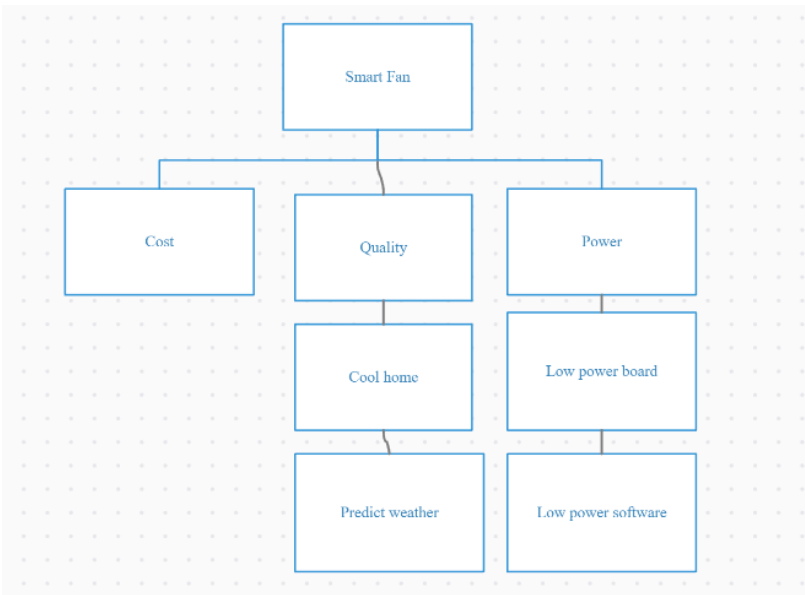 Smart Fan
Cost
Quality
Power
Cool home
Low power board
Predict weather
Low power software